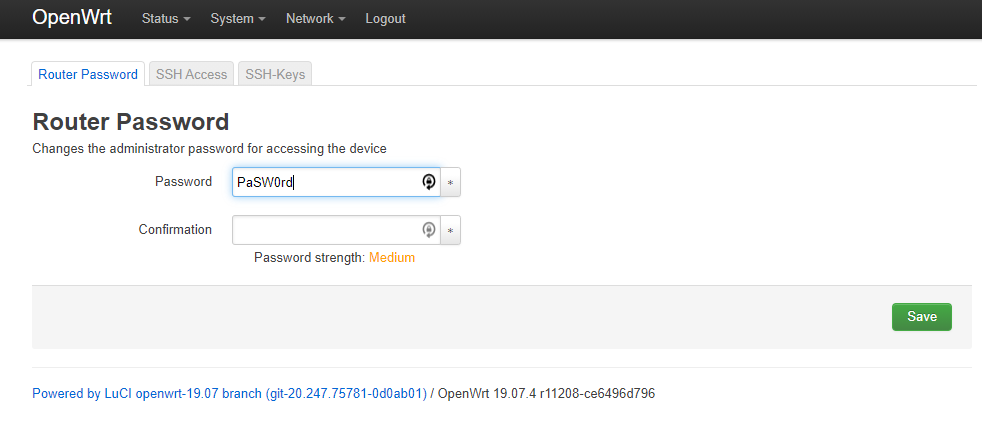 OpenWrt Status System Network Logout
Router Password SSH Access SSH-Keys
Router Password
Changes the administrator password for accessing the device
Password PaSW0rd *
Confirmation *
Password strength: Medium
Save
Powered by LuCI openwrt-19.07 branch (git-20.247.75781-0d0ab01) / OpenWrt 19.07.4 r11208-ce6496d796